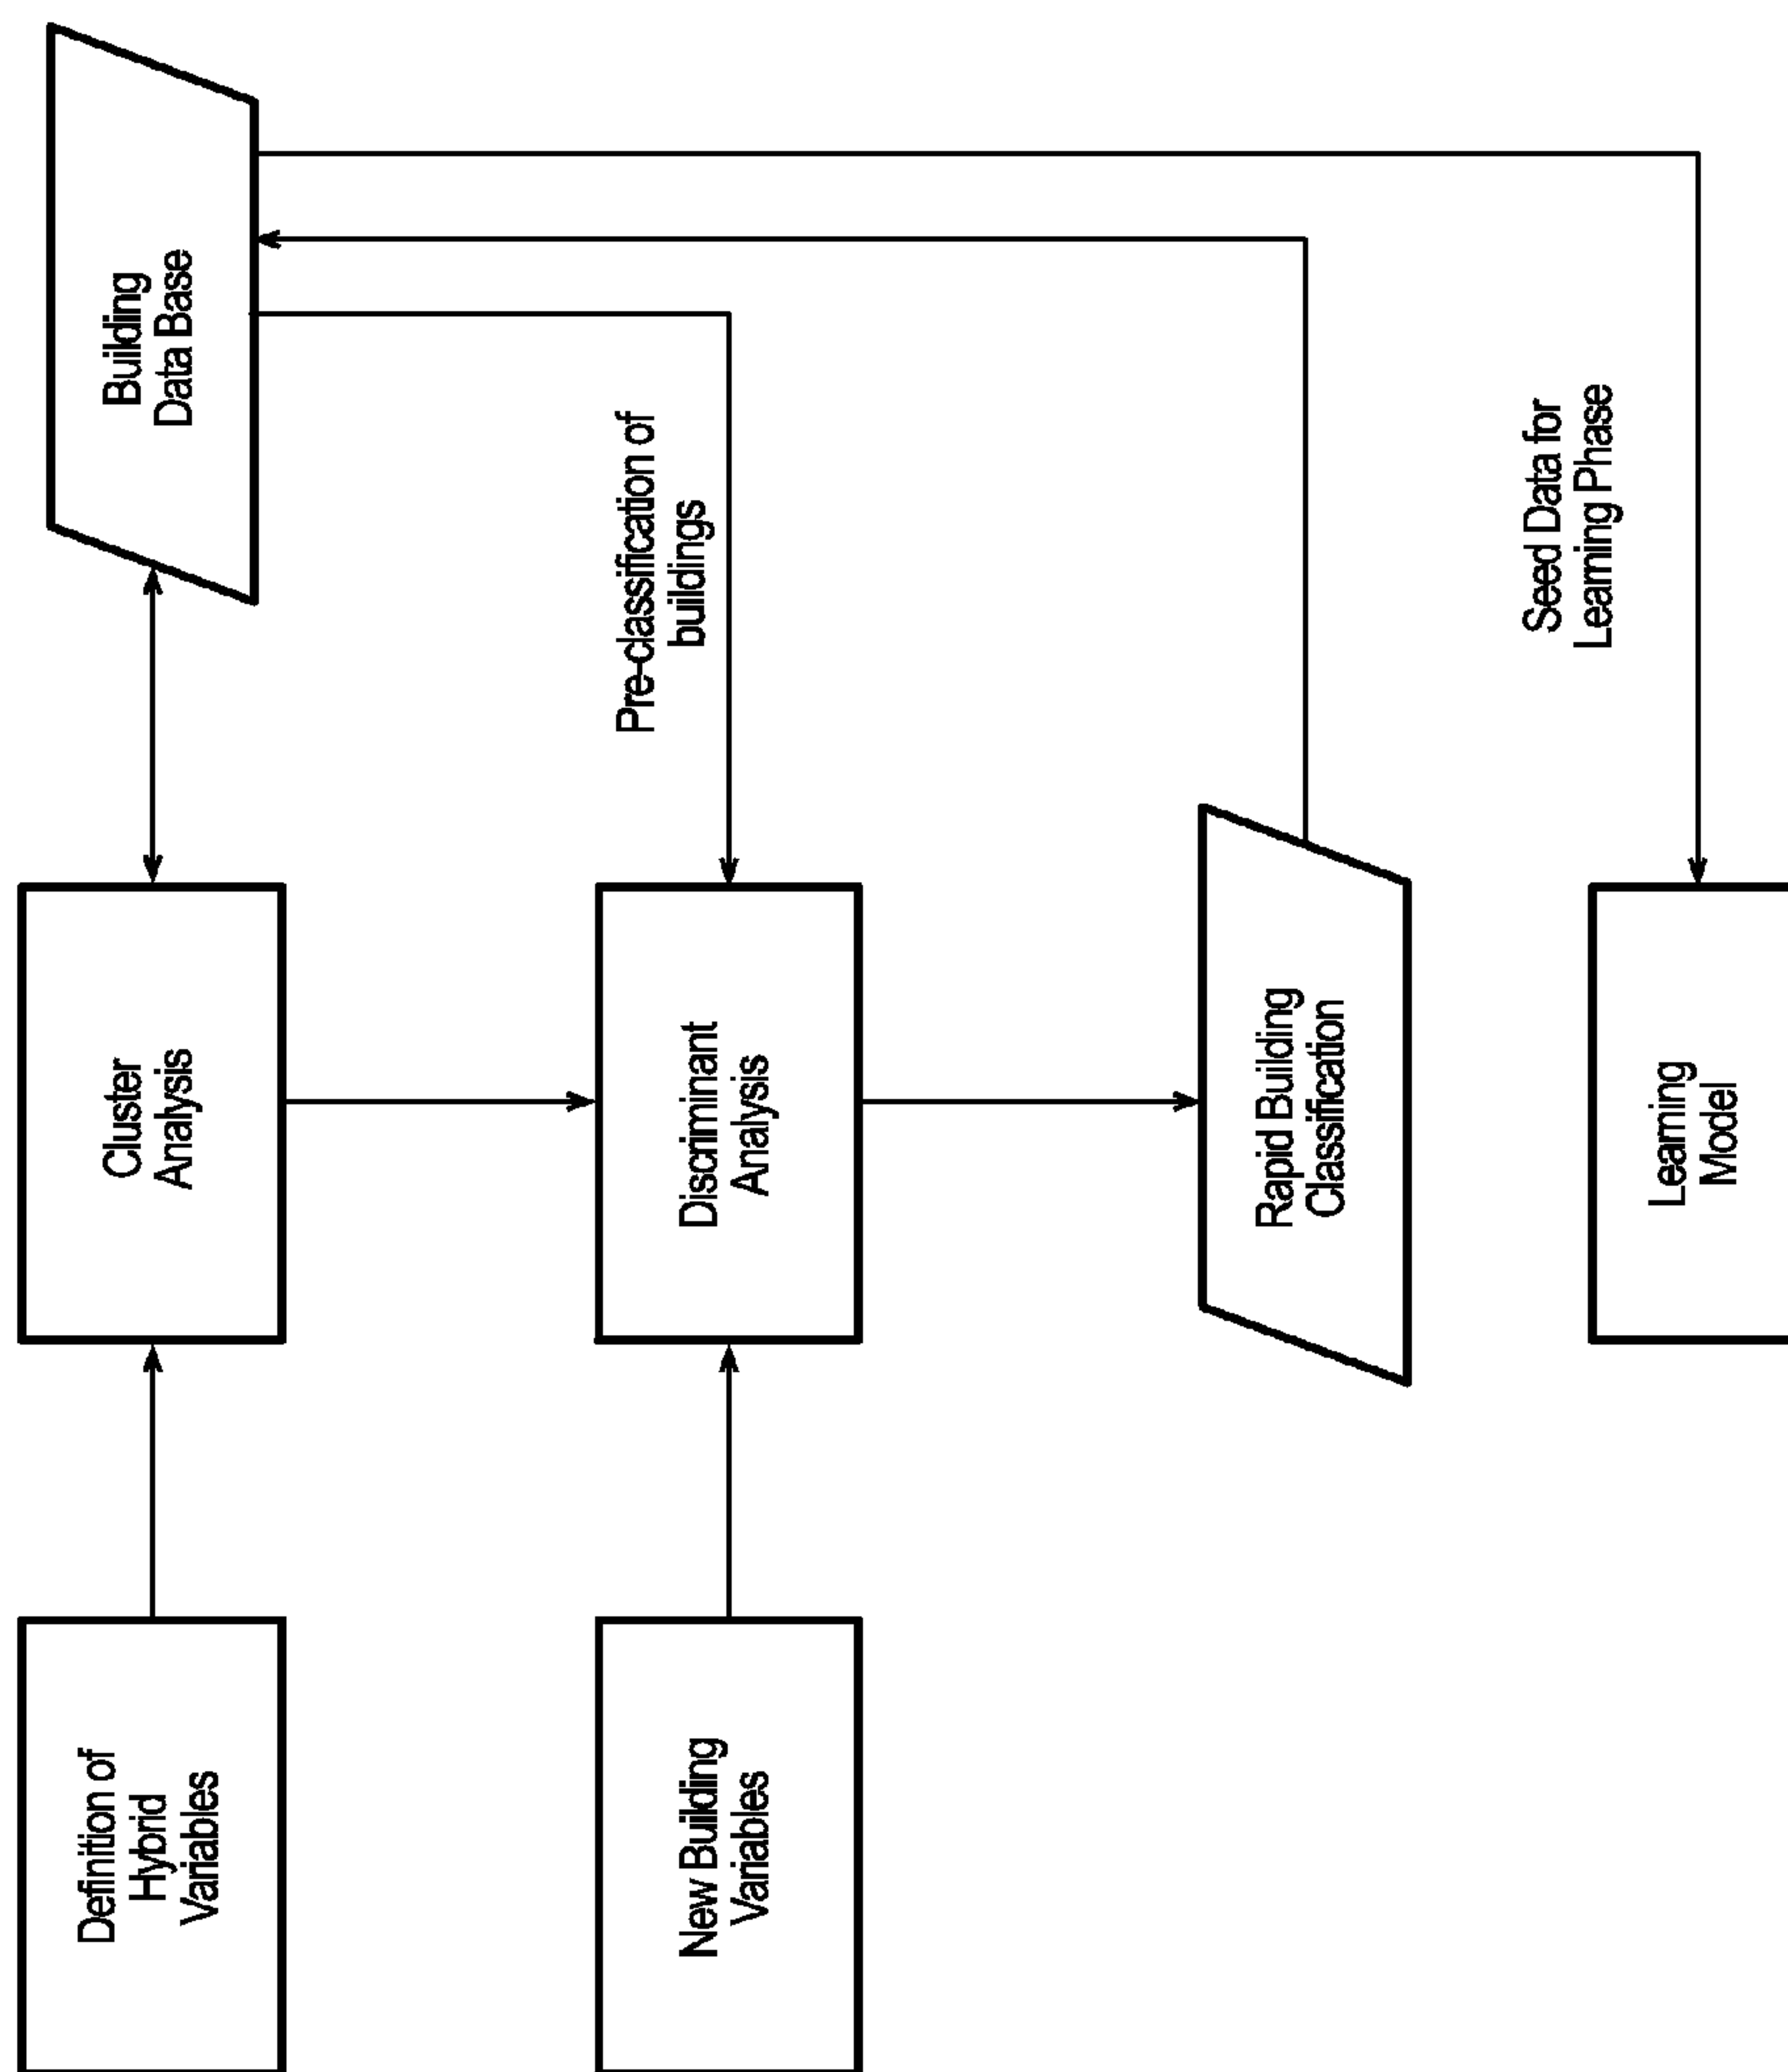 Definition of
Hybrid
Variables
Cluster
Analysis
Building
Data Base
New Building
Variables
Discriminant
Analysis
Pre-classification of
buildings
Rapid Building
Classification
Learning
Model
Seed Data for
Learning Phase